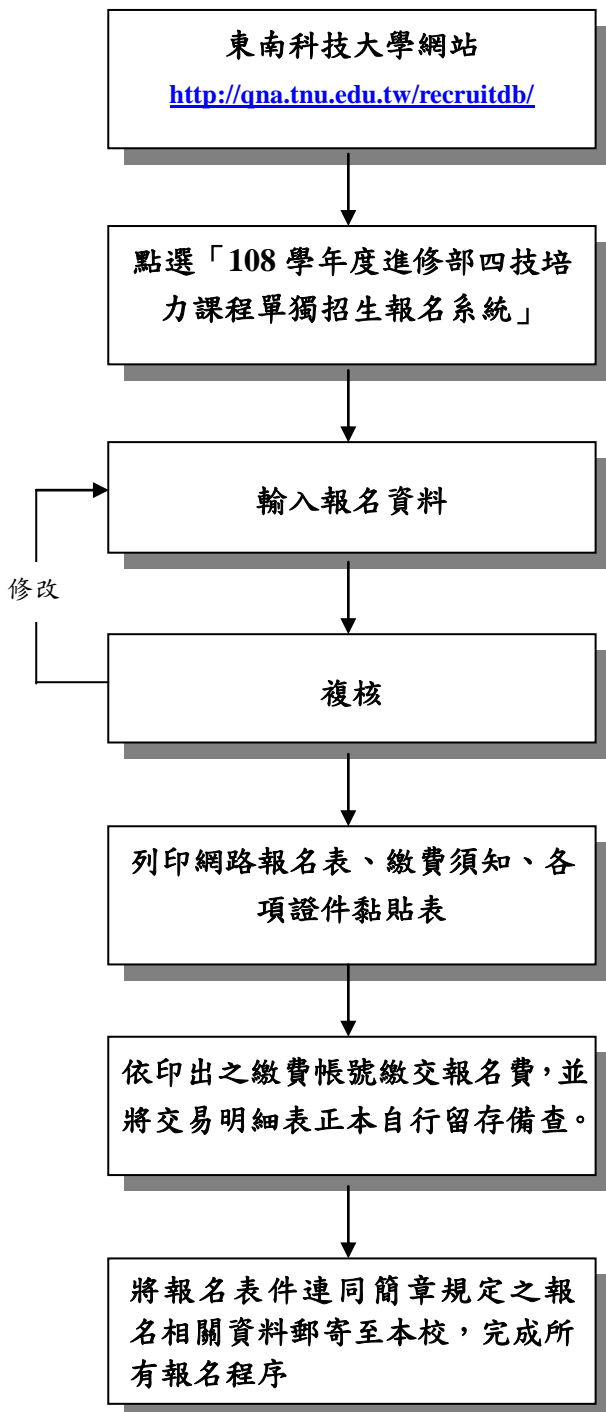 東南科技大學網站
http://qna.tnu.edu.tw/recruitdb/
點選「108 學年度進修部四技培
力課程單獨招生報名系統」
輸入報名資料
修改
複核
列印網路報名表、繳費須知、各
項證件黏貼表
依印出之繳費帳號繳交報名費，並
將交易明細表正本自行留存備查。
將報名表件連同簡章規定之報
名相關資料郵寄至本校，完成所
有報名程序